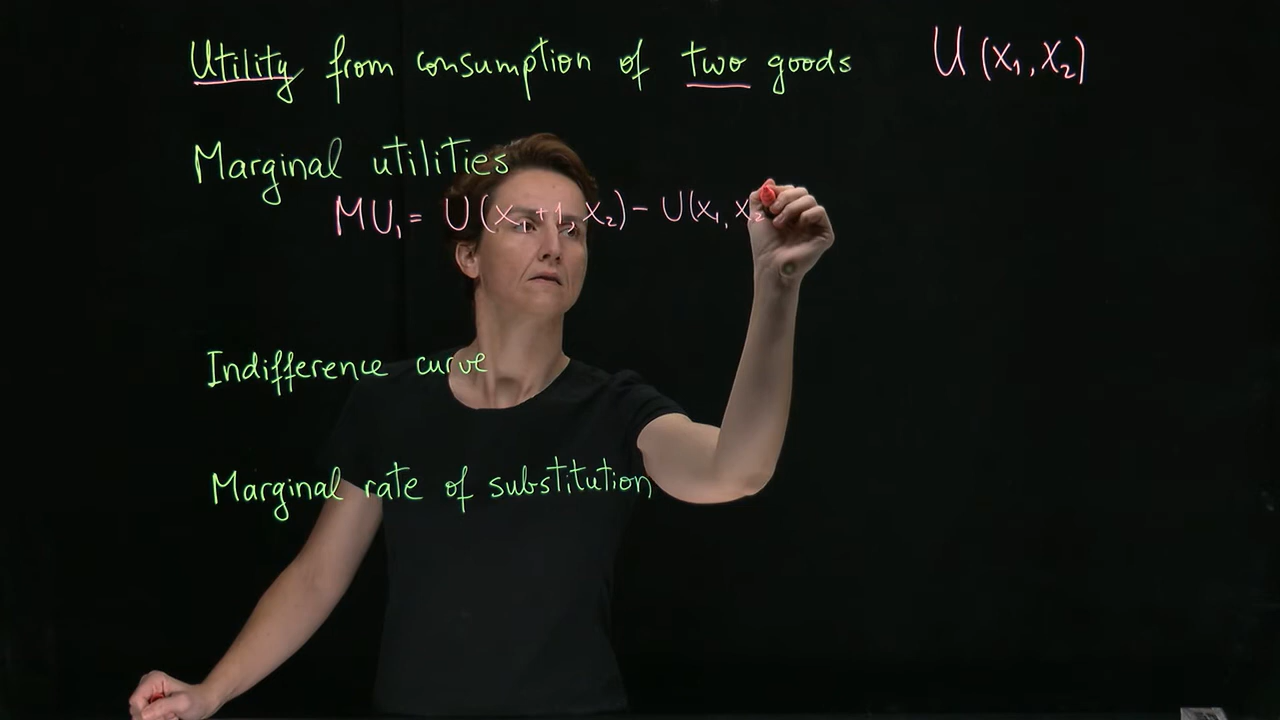 Utility from consumption of two goods U(X₁, X₂)
Marginal utilities
MU₁ = U(X₁+1, X₂) - U(X₁, X₂
Indifference curve
Marginal rate of substitution